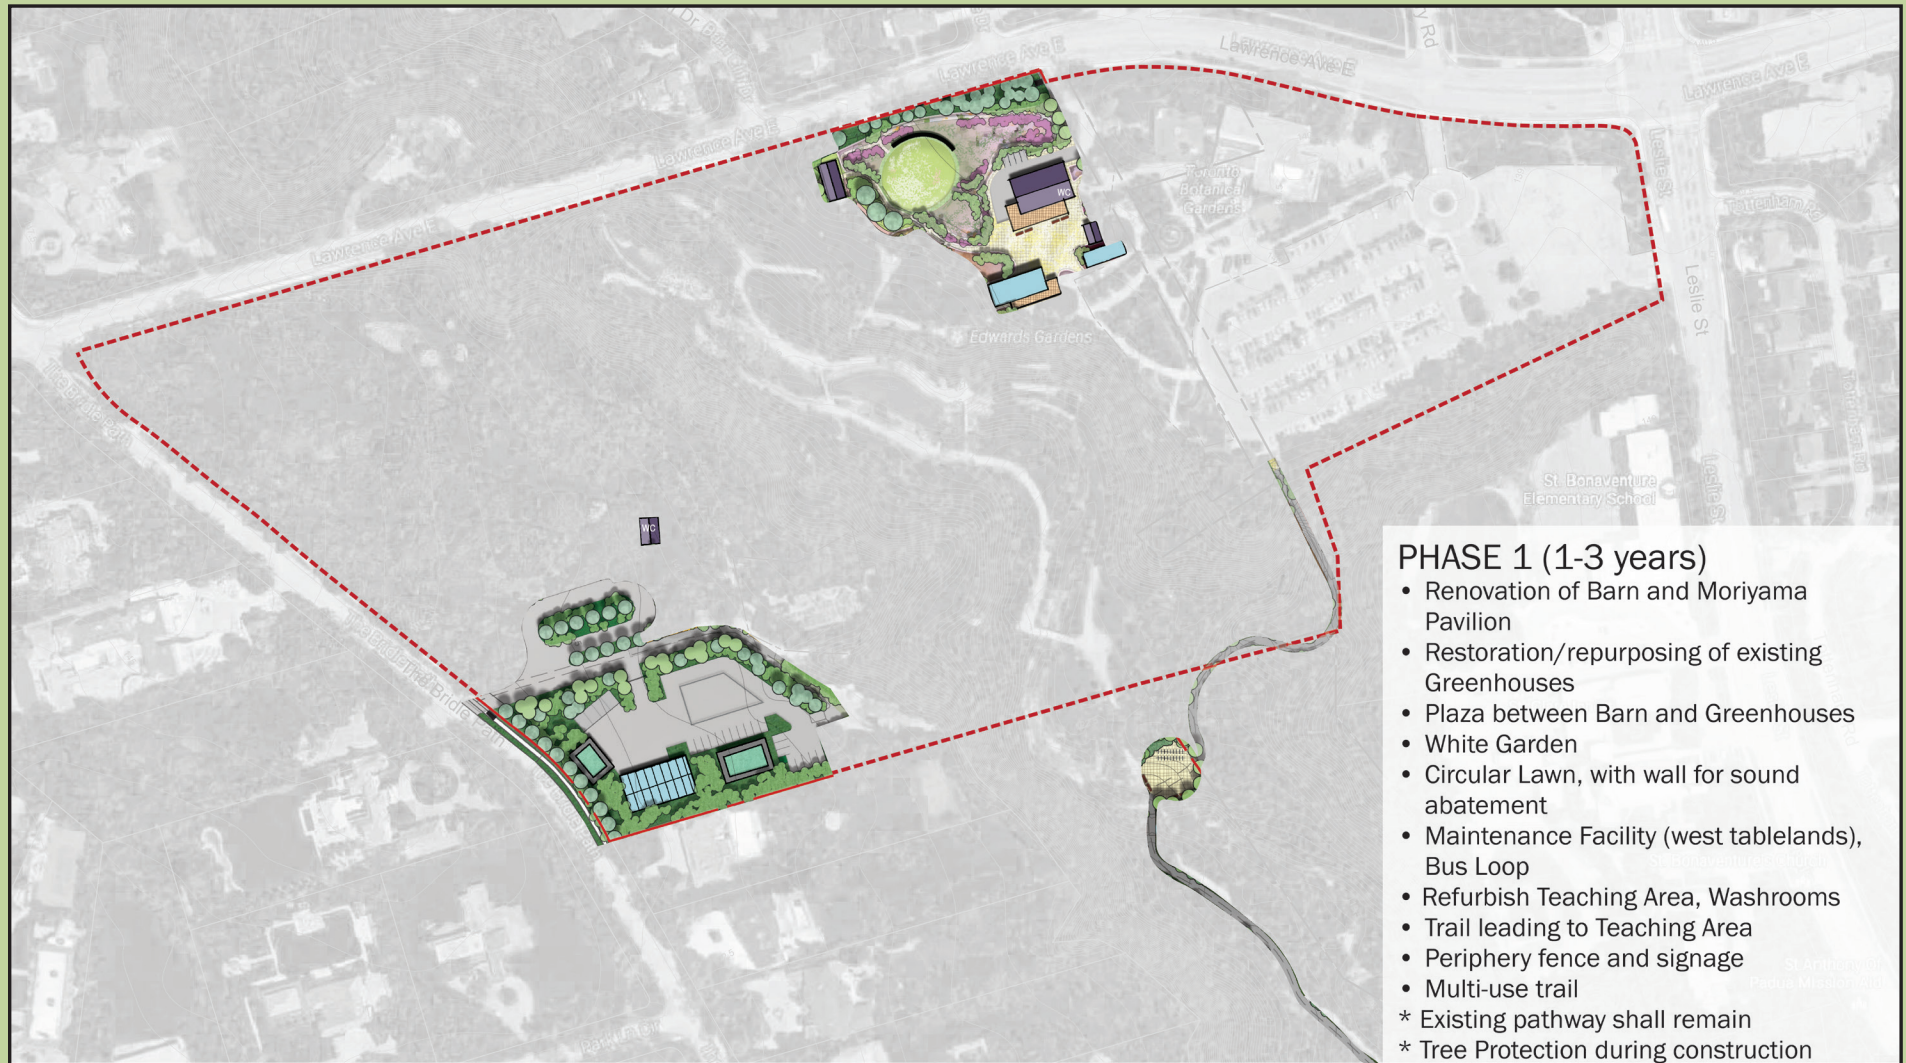 Lawrence Ave E
Lawrence Ave E
Lawrence Ave E
Lawrence Ave E
Lawrence Ave E
Leslie St
Toronto
Botanical
Gardens
WC
Edwards Gardens
Leslie St
St. Bonaventure
Elementary School
Leslie St
WC
PHASE 1 (1-3 years)
• Renovation of Barn and Moriyama
Pavilion
• Restoration/repurposing of existing
Greenhouses
• Plaza between Barn and Greenhouses
• White Garden
• Circular Lawn, with wall for sound
abatement
• Maintenance Facility (west tablelands),
Bus Loop
• Refurbish Teaching Area, Washrooms
• Trail leading to Teaching Area
• Periphery fence and signage
• Multi-use trail
* Existing pathway shall remain
* Tree Protection during construction